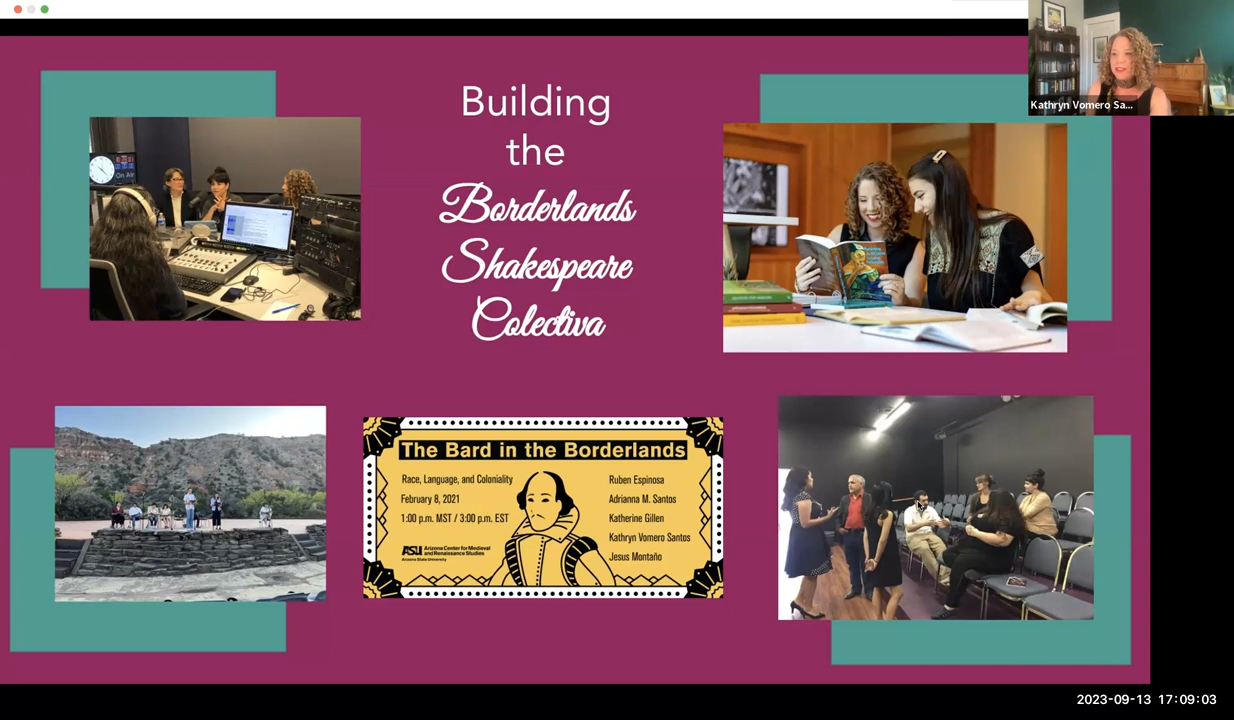 Kathryn Vomero Sa...
Building
the
Borderlands
Shakespeare
Colectiva
On Air
The Bard in the Borderlands
Race, Language, and Coloniality
February 8, 2021
1:00 p.m. MST / 3:00 p.m. EST
ASU Arizona Center for Medieval
and Renaissance Studies
Arizona State University
Ruben Espinosa
Adrianna M. Santos
Katherine Gillen
Kathryn Vomero Santos
Jesus Montaño
2023-09-13 17:09:03